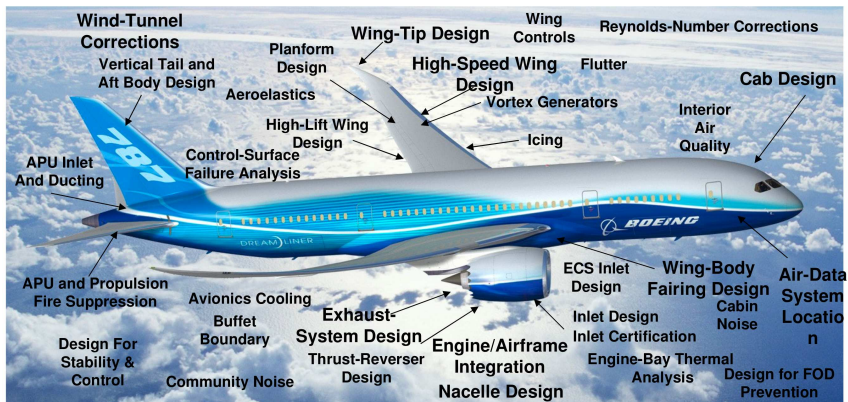 Wind-Tunnel
Corrections
Wing-Tip Design
Wing
Controls
Reynolds-Number Corrections
Vertical Tail and
Aft Body Design
Planform
Design
High-Speed Wing
Design
Flutter
Cab Design
Aeroelastics
Vortex Generators
Interior
Air
Quality
787
High-Lift Wing
Design
Icing
APU Inlet
And Ducting
Control-Surface
Failure Analysis
BOEING
DREAMLINER
APU and Propulsion
Fire Suppression
Avionics Cooling
ECS Inlet
Design
Wing-Body
Fairing Design
Air-Data
System
Locatio
n
Cabin
Noise
Buffet
Boundary
Exhaust-
System Design
Inlet Design
Inlet Certification
Design For
Stability &
Control
Thrust-Reverser
Design
Engine/Airframe
Integration
Engine-Bay Thermal
Analysis
Community Noise
Nacelle Design
Design for FOD
Prevention